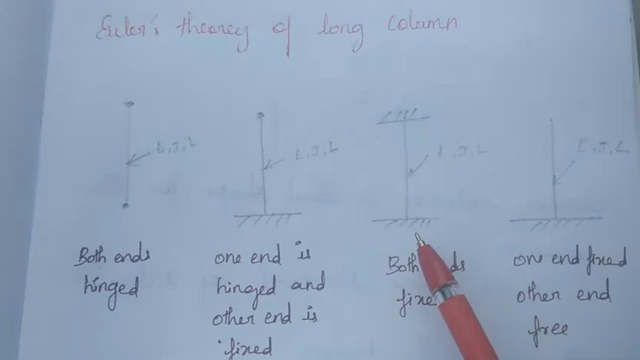 Euler's theory of long column
E, I, L
E, I, L
E, I, L
E, I, L
Both ends
hinged
one end is
hinged and
other end is
fixed
Both
one end fixed
other end
free